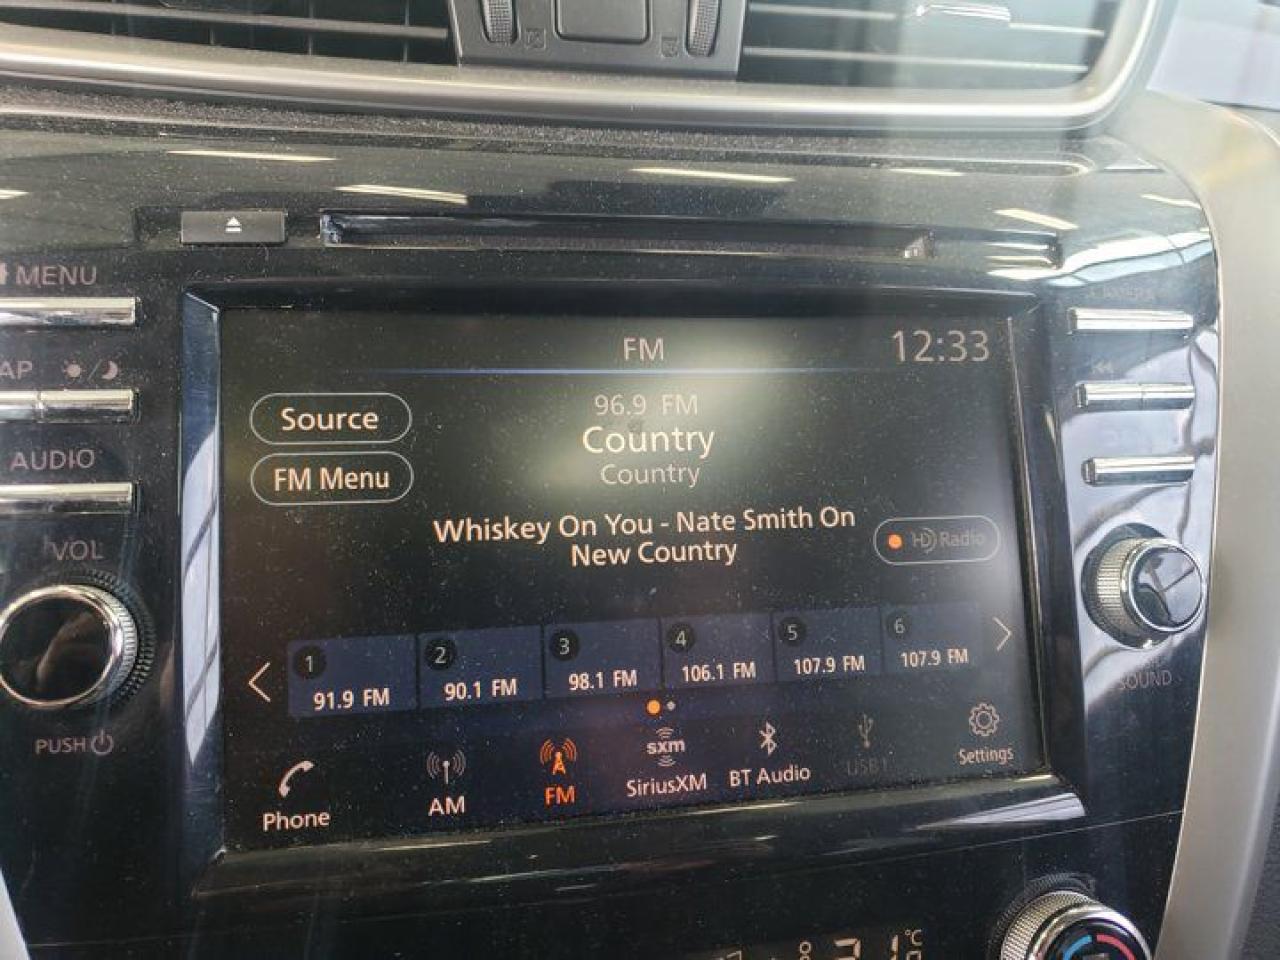 MENU
FM
12:33
AP
Source
96.9 FM
Country
Country
AUDIO
FM Menu
Whiskey On You - Nate Smith On
New Country
HD Radio
VOL
1
2
3
4
5
6
91.9 FM
90.1 FM
98.1 FM
106.1 FM
107.9 FM
107.9 FM
SOUND
PUSH
Phone
AM
FM
sxm
SiriusXM
BT Audio
USB1
Settings
°C